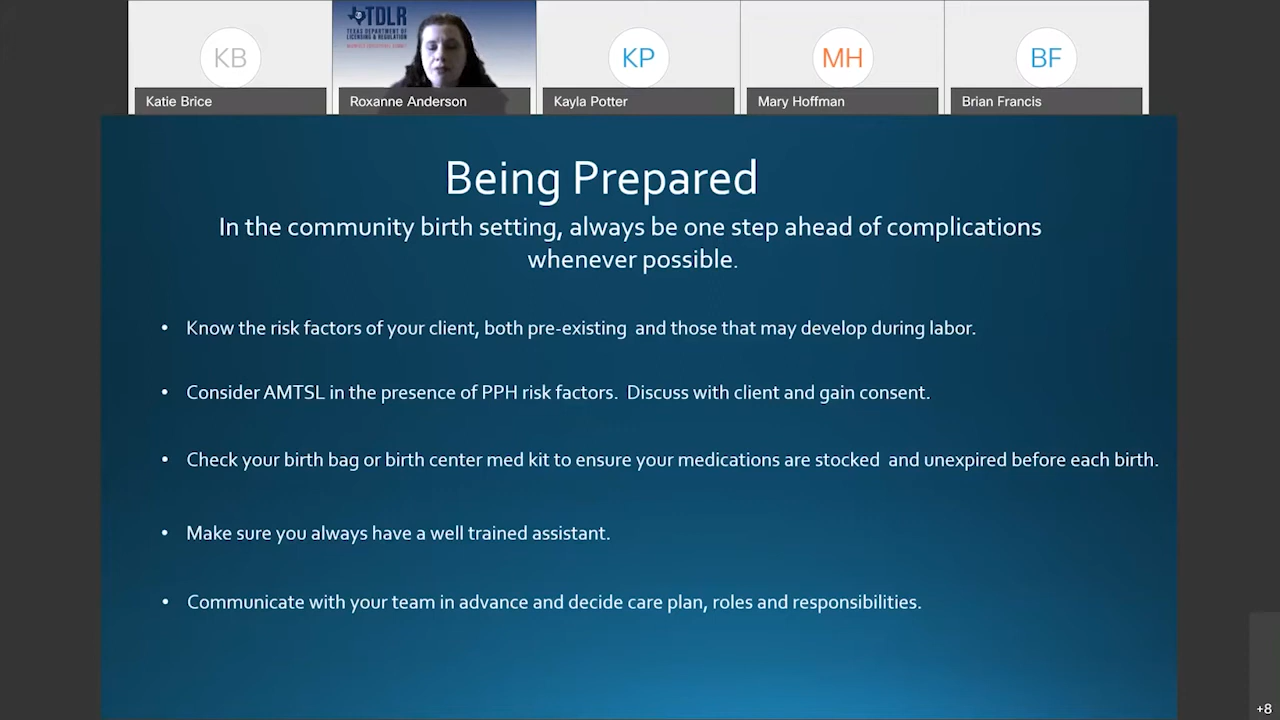 KB
TDLR
TEXAS DEPARTMENT OF
LICENSING & REGULATION
KP
MH
BF
Katie Brice
Roxanne Anderson
Kayla Potter
Mary Hoffman
Brian Francis
Being Prepared
In the community birth setting, always be one step ahead of complications
whenever possible.
• Know the risk factors of your client, both pre-existing and those that may develop during labor.
• Consider AMTSL in the presence of PPH risk factors. Discuss with client and gain consent.
• Check your birth bag or birth center med kit to ensure your medications are stocked and unexpired before each birth.
• Make sure you always have a well trained assistant.
• Communicate with your team in advance and decide care plan, roles and responsibilities.
+8